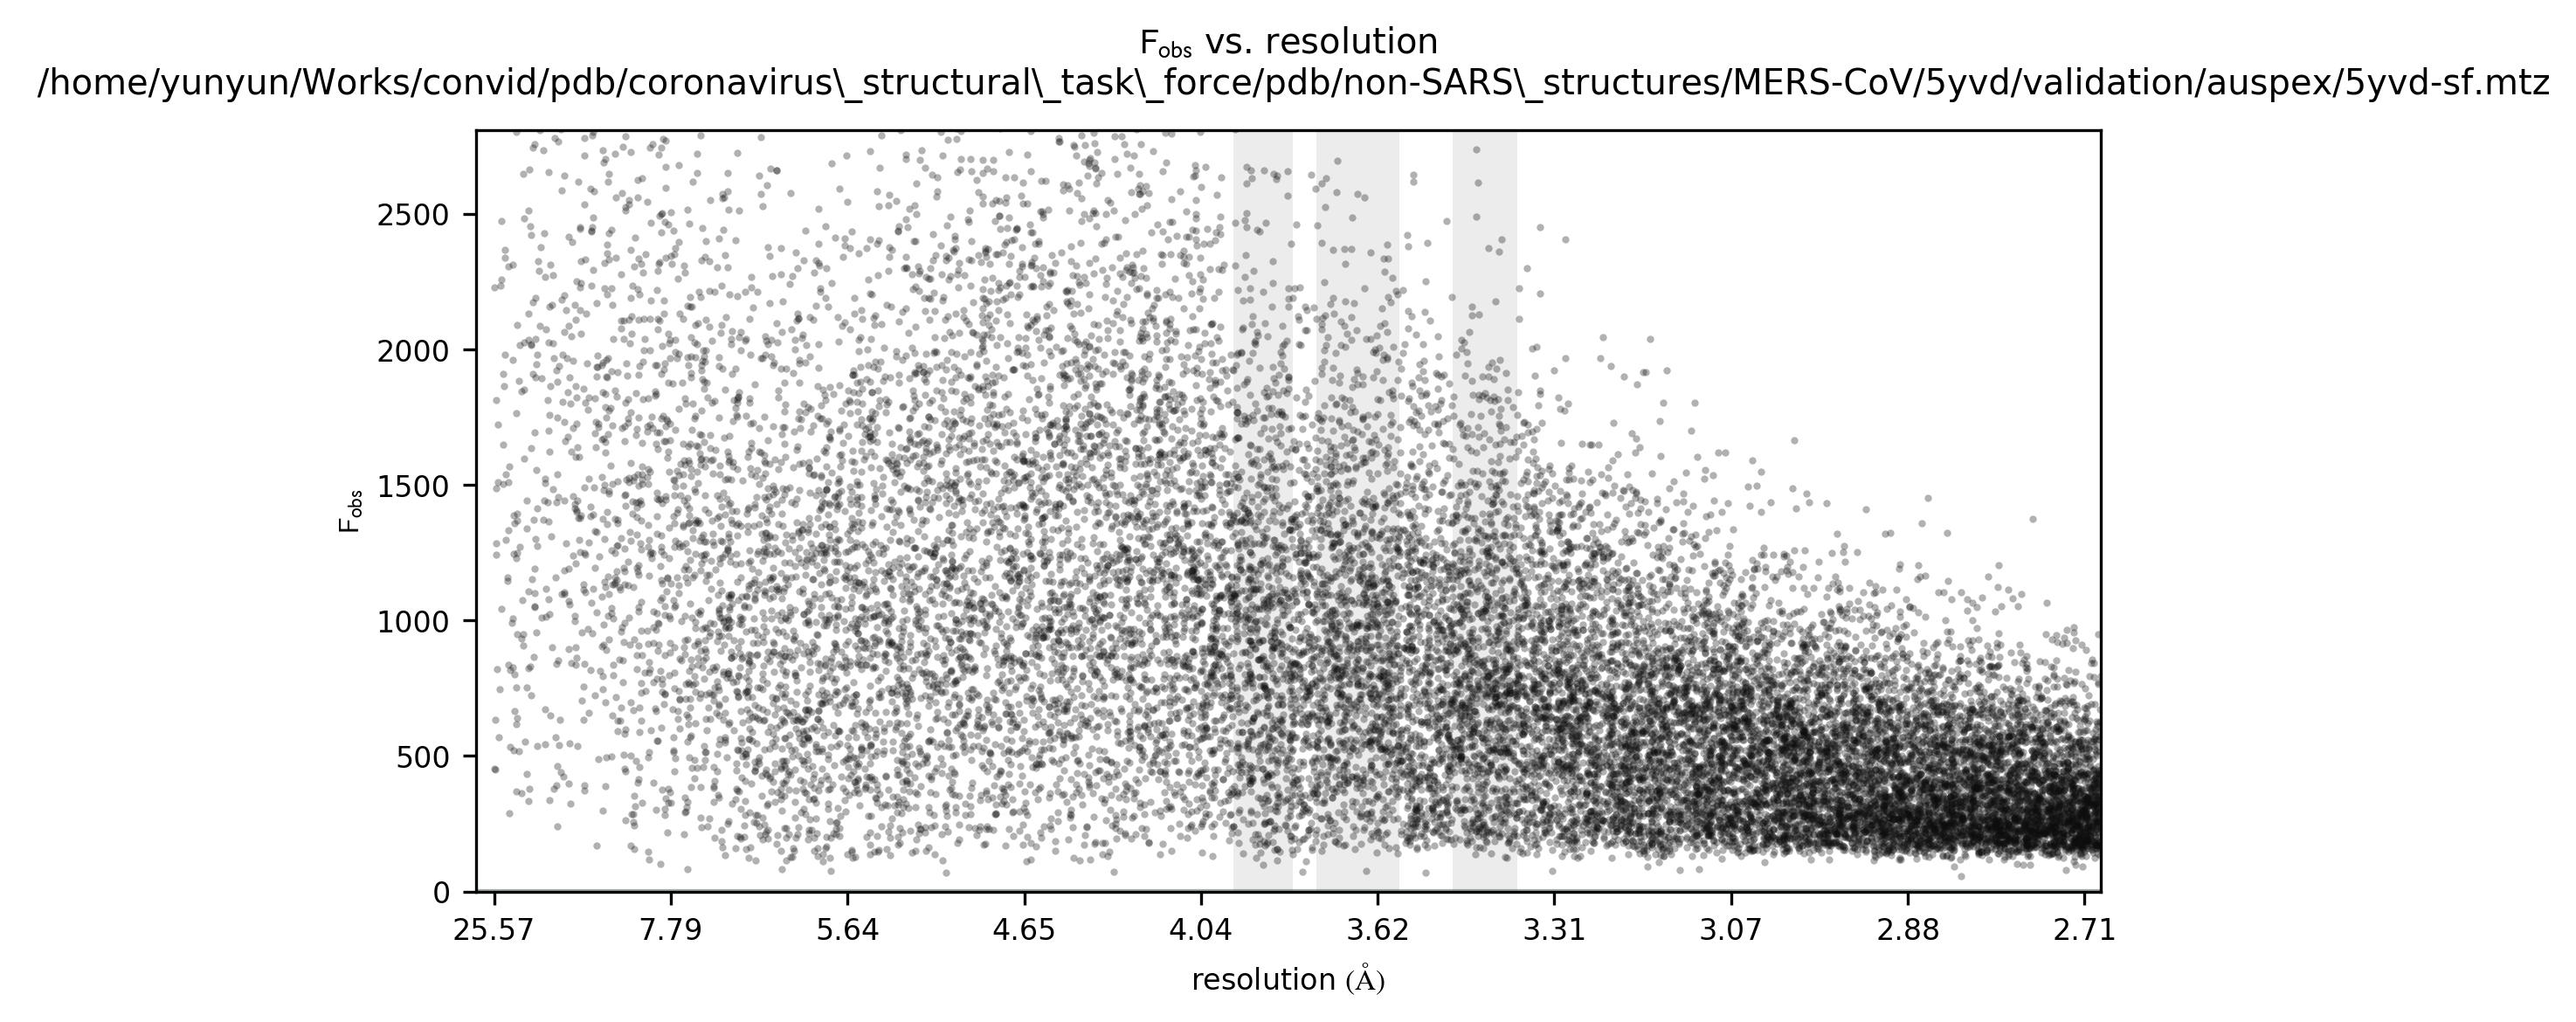 F_obs vs. resolution
/home/yunyun/Works/convid/pdb/coronavirus\_structural\_task\_force/pdb/non-SARS\_structures/MERS-CoV/5yvd/validation/auspex/5yvd-sf.mtz
2500
2000
1500
F_obs
1000
500
0
25.57 7.79 5.64 4.65 4.04 3.62 3.31 3.07 2.88 2.71
resolution (Å)